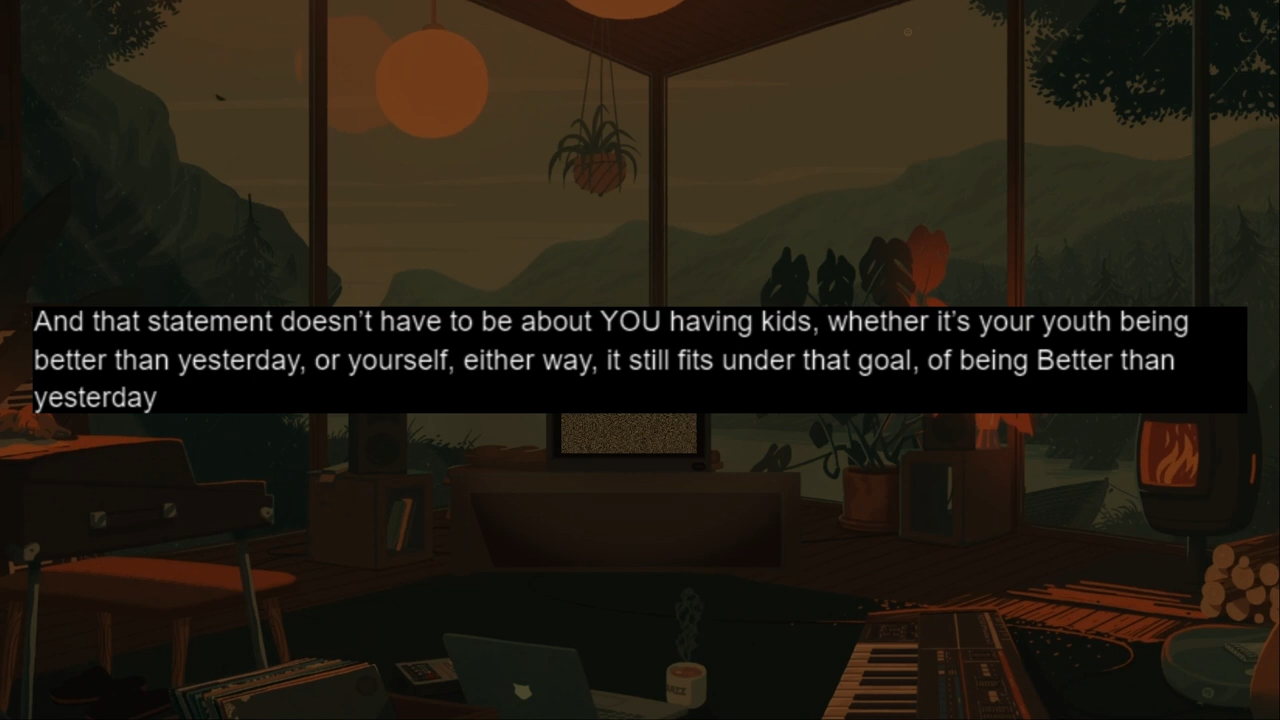 And that statement doesn’t have to be about YOU having kids, whether it’s your youth being
better than yesterday, or yourself, either way, it still fits under that goal, of being Better than
yesterday
JAZZ